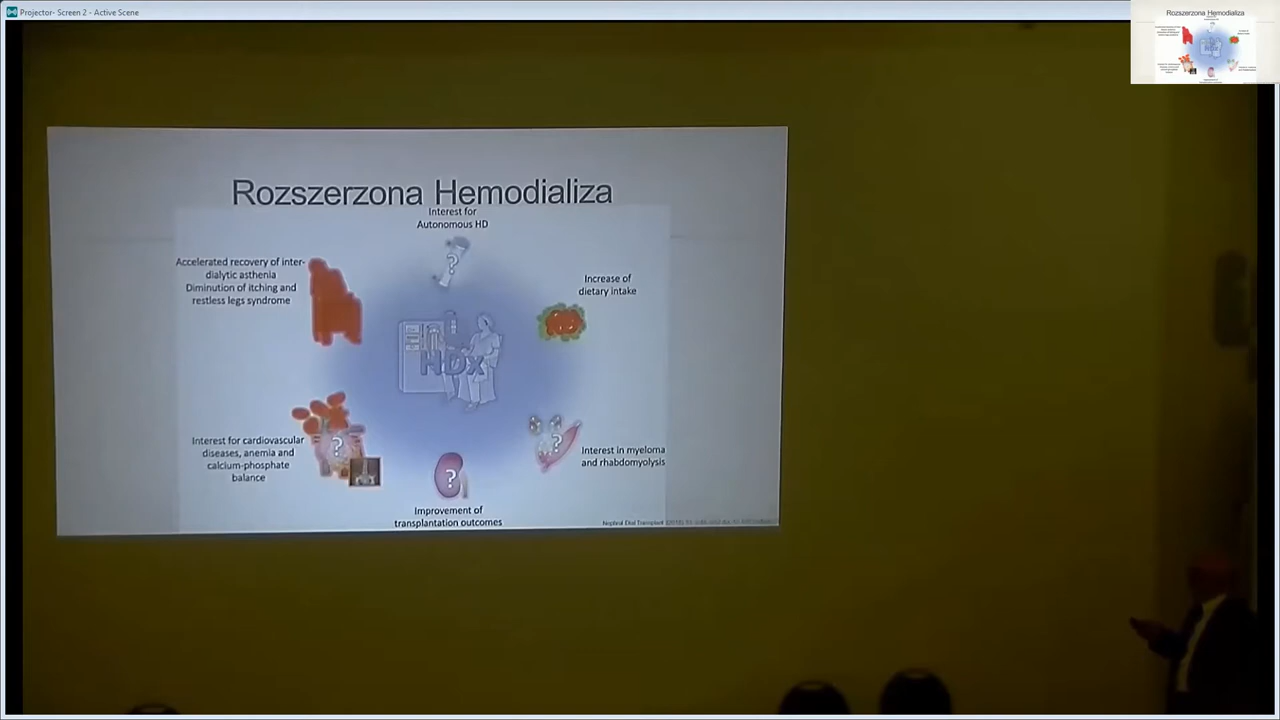 Projector- Screen 2 - Active Scene
Rozszerzona Hemodializa
Rozszerzona Hemodializa
Interest for
Autonomous HD
Accelerated recovery of inter-
dialytic asthenia
Diminution of itching and
restless legs syndrome
Increase of
dietary intake
?
HDx
Interest for cardiovascular
diseases, anemia and
calcium-phosphate
balance
?
?
Interest in myeloma
and rhabdomyolysis
?
Improvement of
transplantation outcomes
Nephrol Dial Transplant